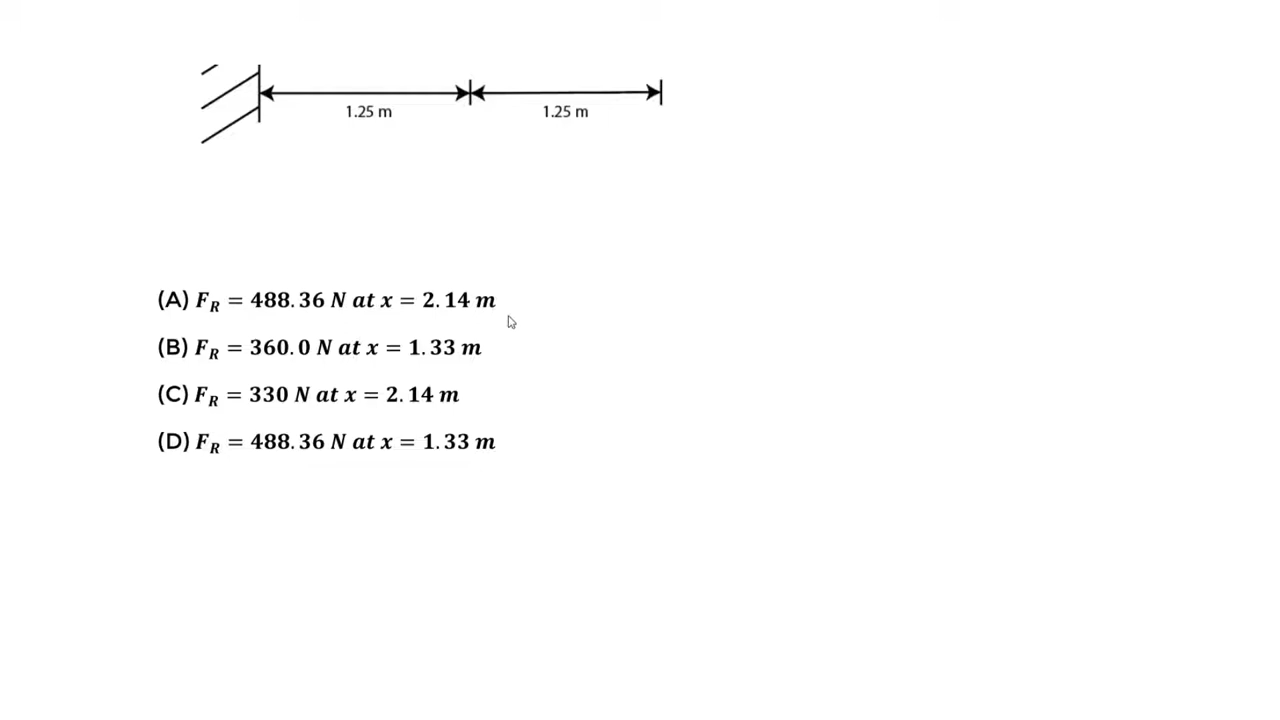 1.25 m 1.25 m
(A) F_R = 488.36 N at x = 2.14 m
(B) F_R = 360.0 N at x = 1.33 m
(C) F_R = 330 N at x = 2.14 m
(D) F_R = 488.36 N at x = 1.33 m